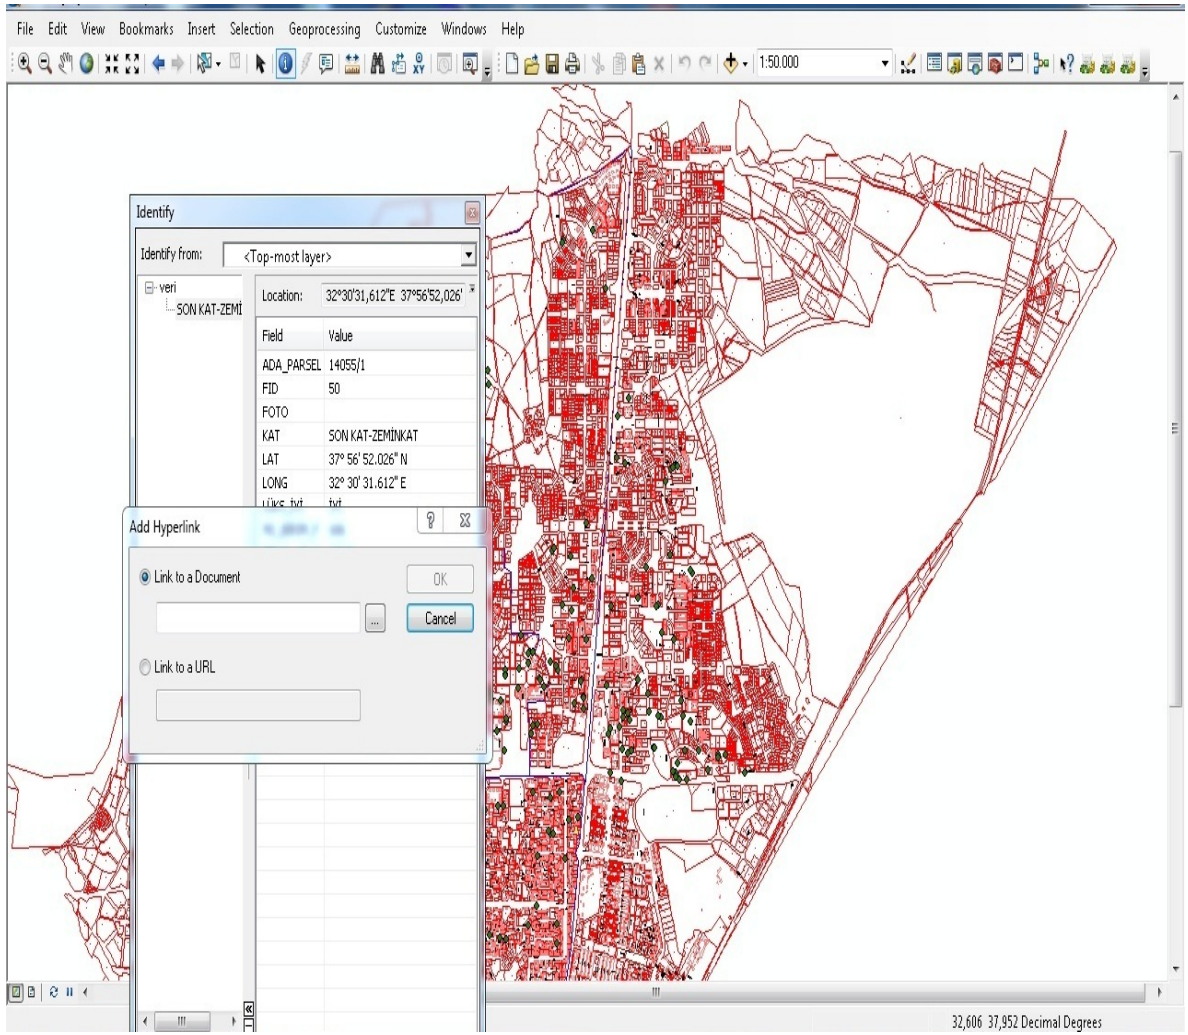 File Edit View Bookmarks Insert Selection Geoprocessing Customize Windows Help
1:50.000
Identify
Identify from: <Top-most layer>
veri
SON KAT-ZEMİ
Location: 32°30'31,612"E 37°56'52,026'
Field Value
ADA_PARSEL 14055/1
FID 50
FOTO
KAT SON KAT-ZEMİNKAT
LAT 37° 56' 52.026" N
LONG 32° 30' 31.612" E
LÜKS_İYİ İYİ
Add Hyperlink
Link to a Document
OK
...
Cancel
Link to a URL
32,606 37,952 Decimal Degrees